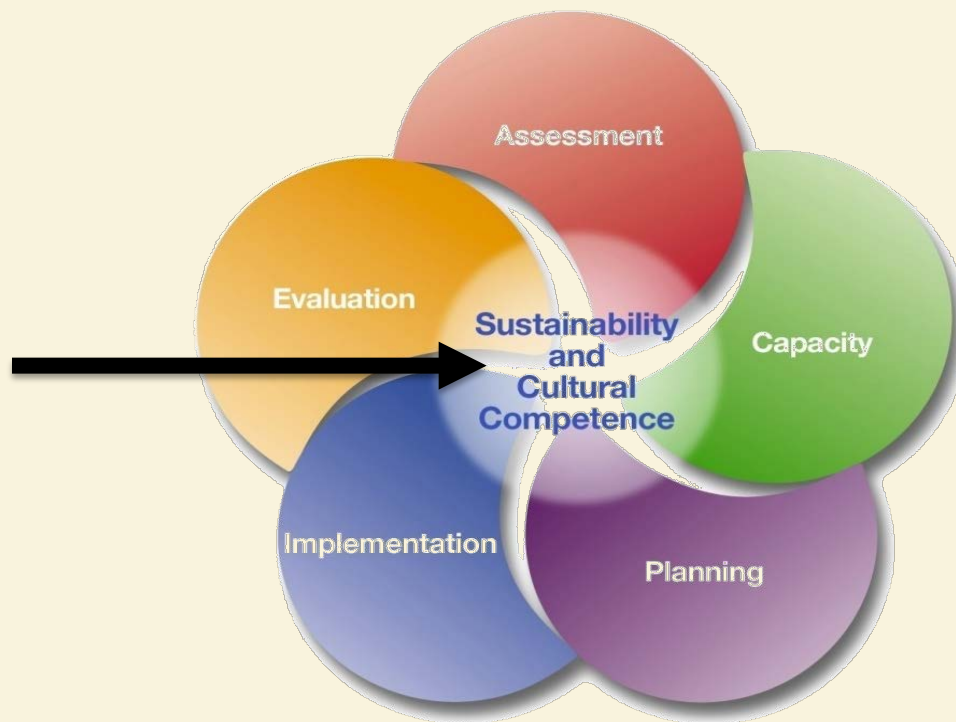 Assessment
Evaluation
Sustainability
and
Cultural
Competence
Capacity
Implementation
Planning